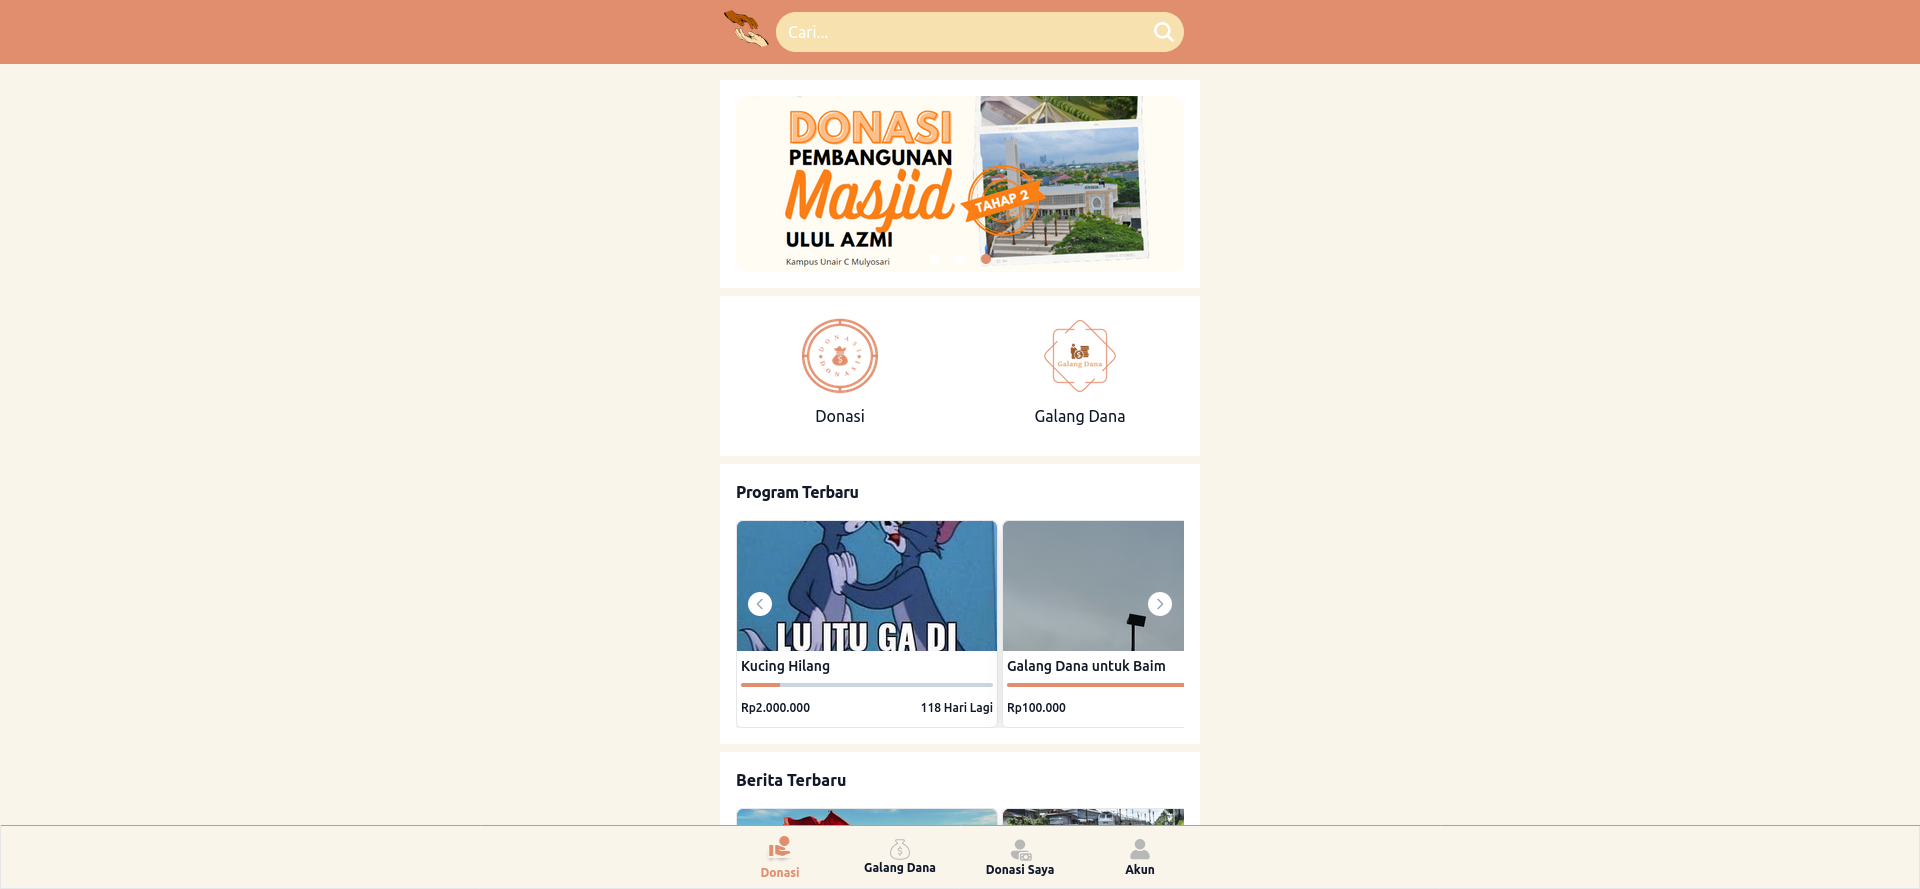 Cari...
DONASI
PEMBANGUNAN
Masjid
TAHAP 2
ULUL AZMI
Kampus Unair C Mulyosari
DONASI
DONASI
Galang Dana
Donasi
Galang Dana
Program Terbaru
LU ITU GA DI
Kucing Hilang
Galang Dana untuk Baim
Rp2.000.000
118 Hari Lagi
Rp100.000
Berita Terbaru
Donasi
Galang Dana
Donasi Saya
Akun